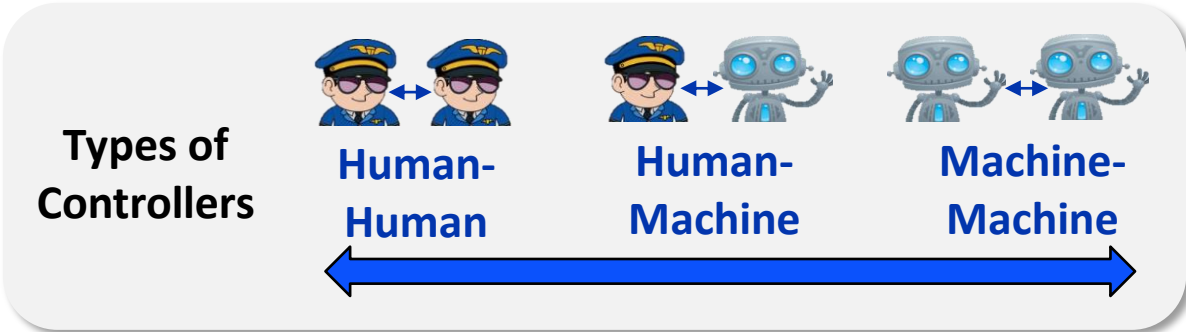 Types of
Controllers
Human-
Human
Human-
Machine
Machine-
Machine